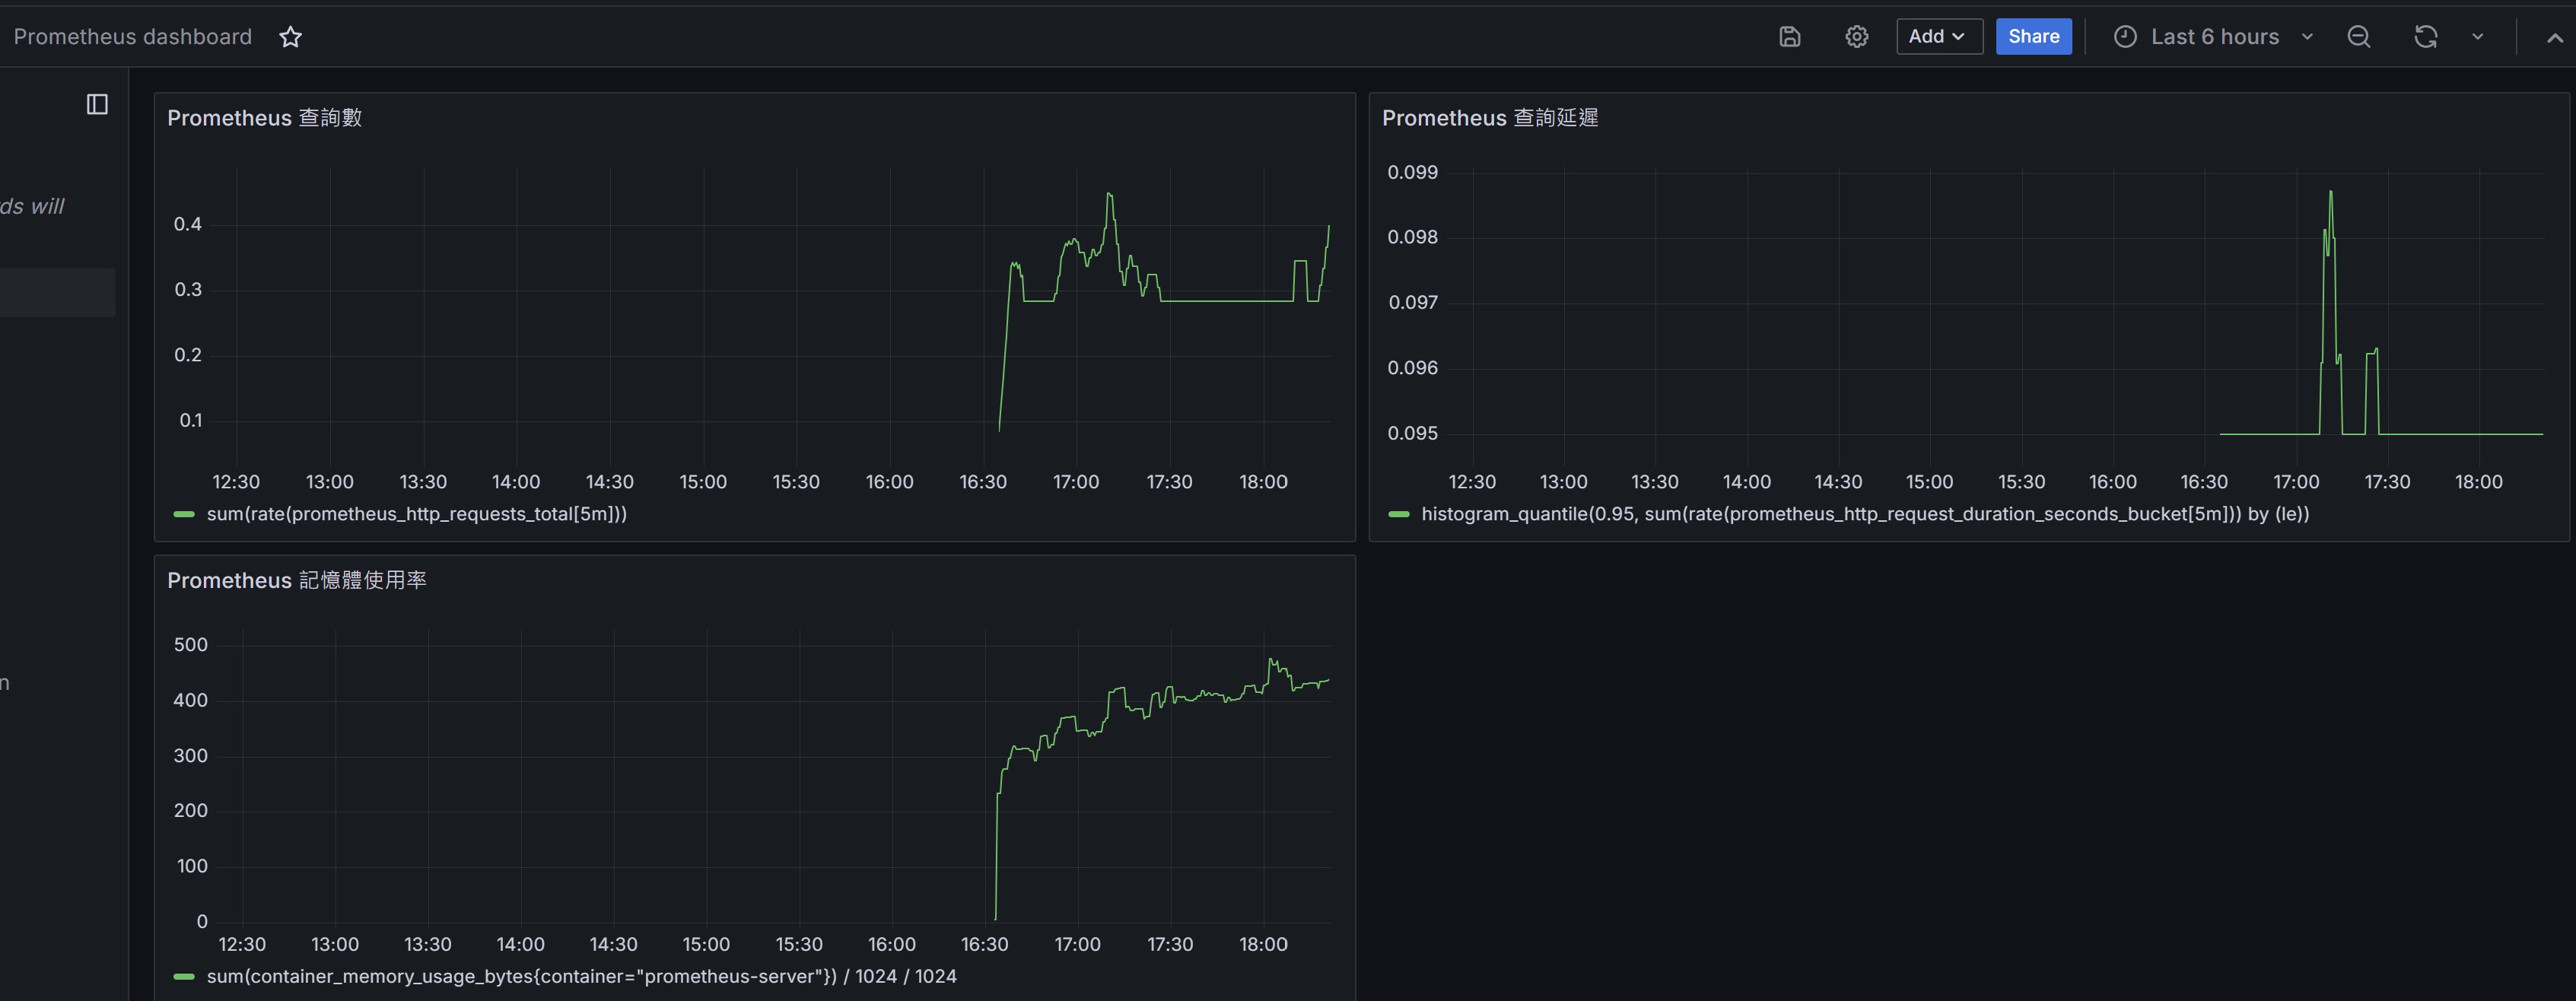 Prometheus dashboard
Add
Share
Last 6 hours
ds will
n
Prometheus 查詢數
0.4
0.3
0.2
0.1
12:30 13:00 13:30 14:00 14:30 15:00 15:30 16:00 16:30 17:00 17:30 18:00
sum(rate(prometheus_http_requests_total[5m]))
Prometheus 查詢延遲
0.099
0.098
0.097
0.096
0.095
12:30 13:00 13:30 14:00 14:30 15:00 15:30 16:00 16:30 17:00 17:30 18:00
histogram_quantile(0.95, sum(rate(prometheus_http_request_duration_seconds_bucket[5m])) by (le))
Prometheus 記憶體使用率
500
400
300
200
100
0
12:30 13:00 13:30 14:00 14:30 15:00 15:30 16:00 16:30 17:00 17:30 18:00
sum(container_memory_usage_bytes{container="prometheus-server"}) / 1024 / 1024